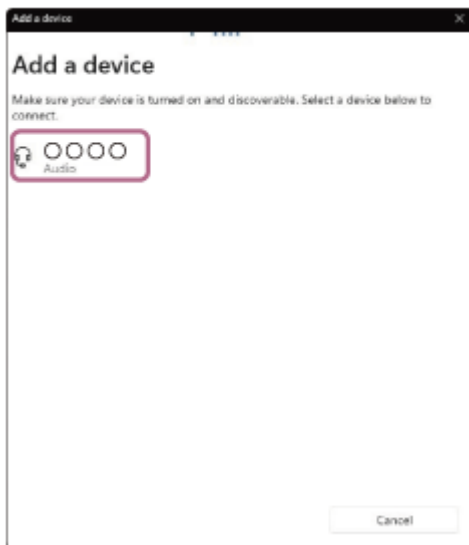 Add a device
Add a device
Make sure your device is turned on and discoverable. Select a device below to
connect.
○○○○
Audio
Cancel